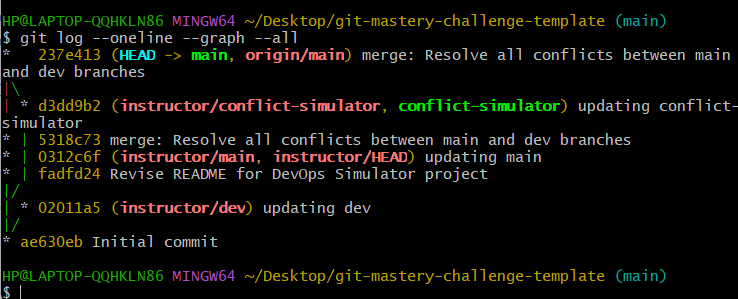 HP@LAPTOP-QQHKLN86 MINGW64 ~/Desktop/git-mastery-challenge-template (main)
$ git log --oneline --graph --all
*   237e413 (HEAD -> main, origin/main) merge: Resolve all conflicts between main
and dev branches
|\
| * d3dd9b2 (instructor/conflict-simulator, conflict-simulator) updating conflict-
simulator
* | 5318c73 merge: Resolve all conflicts between main and dev branches
* | 0312c6f (instructor/main, instructor/HEAD) updating main
* | fadfd24 Revise README for DevOps Simulator project
|/
| * 02011a5 (instructor/dev) updating dev
|/
* ae630eb Initial commit
HP@LAPTOP-QQHKLN86 MINGW64 ~/Desktop/git-mastery-challenge-template (main)
$